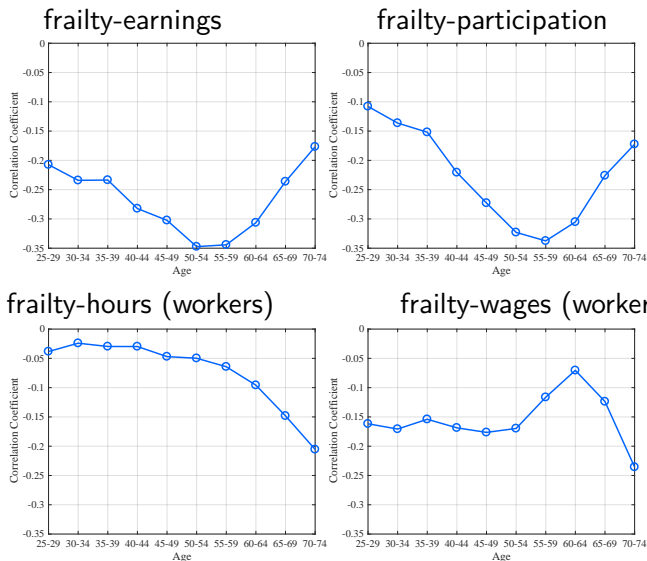 frailty-earnings
frailty-participation
0
-0.05
-0.1
-0.15
-0.2
-0.25
-0.3
-0.35
Correlation Coefficient
25-29 30-34 35-39 40-44 45-49 50-54 55-59 60-64 65-69 70-74
Age
0
-0.05
-0.1
-0.15
-0.2
-0.25
-0.3
-0.35
Correlation Coefficient
25-29 30-34 35-39 40-44 45-49 50-54 55-59 60-64 65-69 70-74
Age
frailty-hours (workers)
frailty-wages (worker
0
-0.05
-0.1
-0.15
-0.2
-0.25
-0.3
-0.35
Correlation Coefficient
25-29 30-34 35-39 40-44 45-49 50-54 55-59 60-64 65-69 70-74
Age
0
-0.05
-0.1
-0.15
-0.2
-0.25
-0.3
-0.35
Correlation Coefficient
25-29 30-34 35-39 40-44 45-49 50-54 55-59 60-64 65-69 70-74
Age